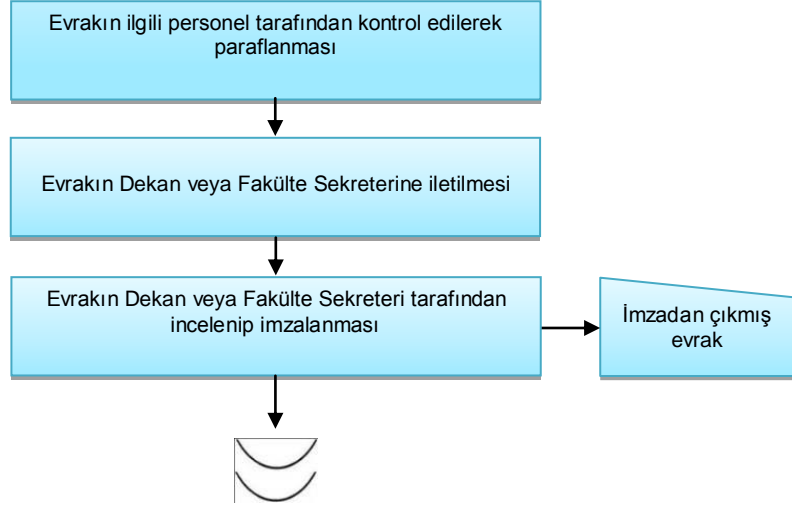 Evrakın ilgili personel tarafından kontrol edilerek
paraflanması
Evrakın Dekan veya Fakülte Sekreterine iletilmesi
Evrakın Dekan veya Fakülte Sekreteri tarafından
incelenip imzalanması
İmzadan çıkmış
evrak